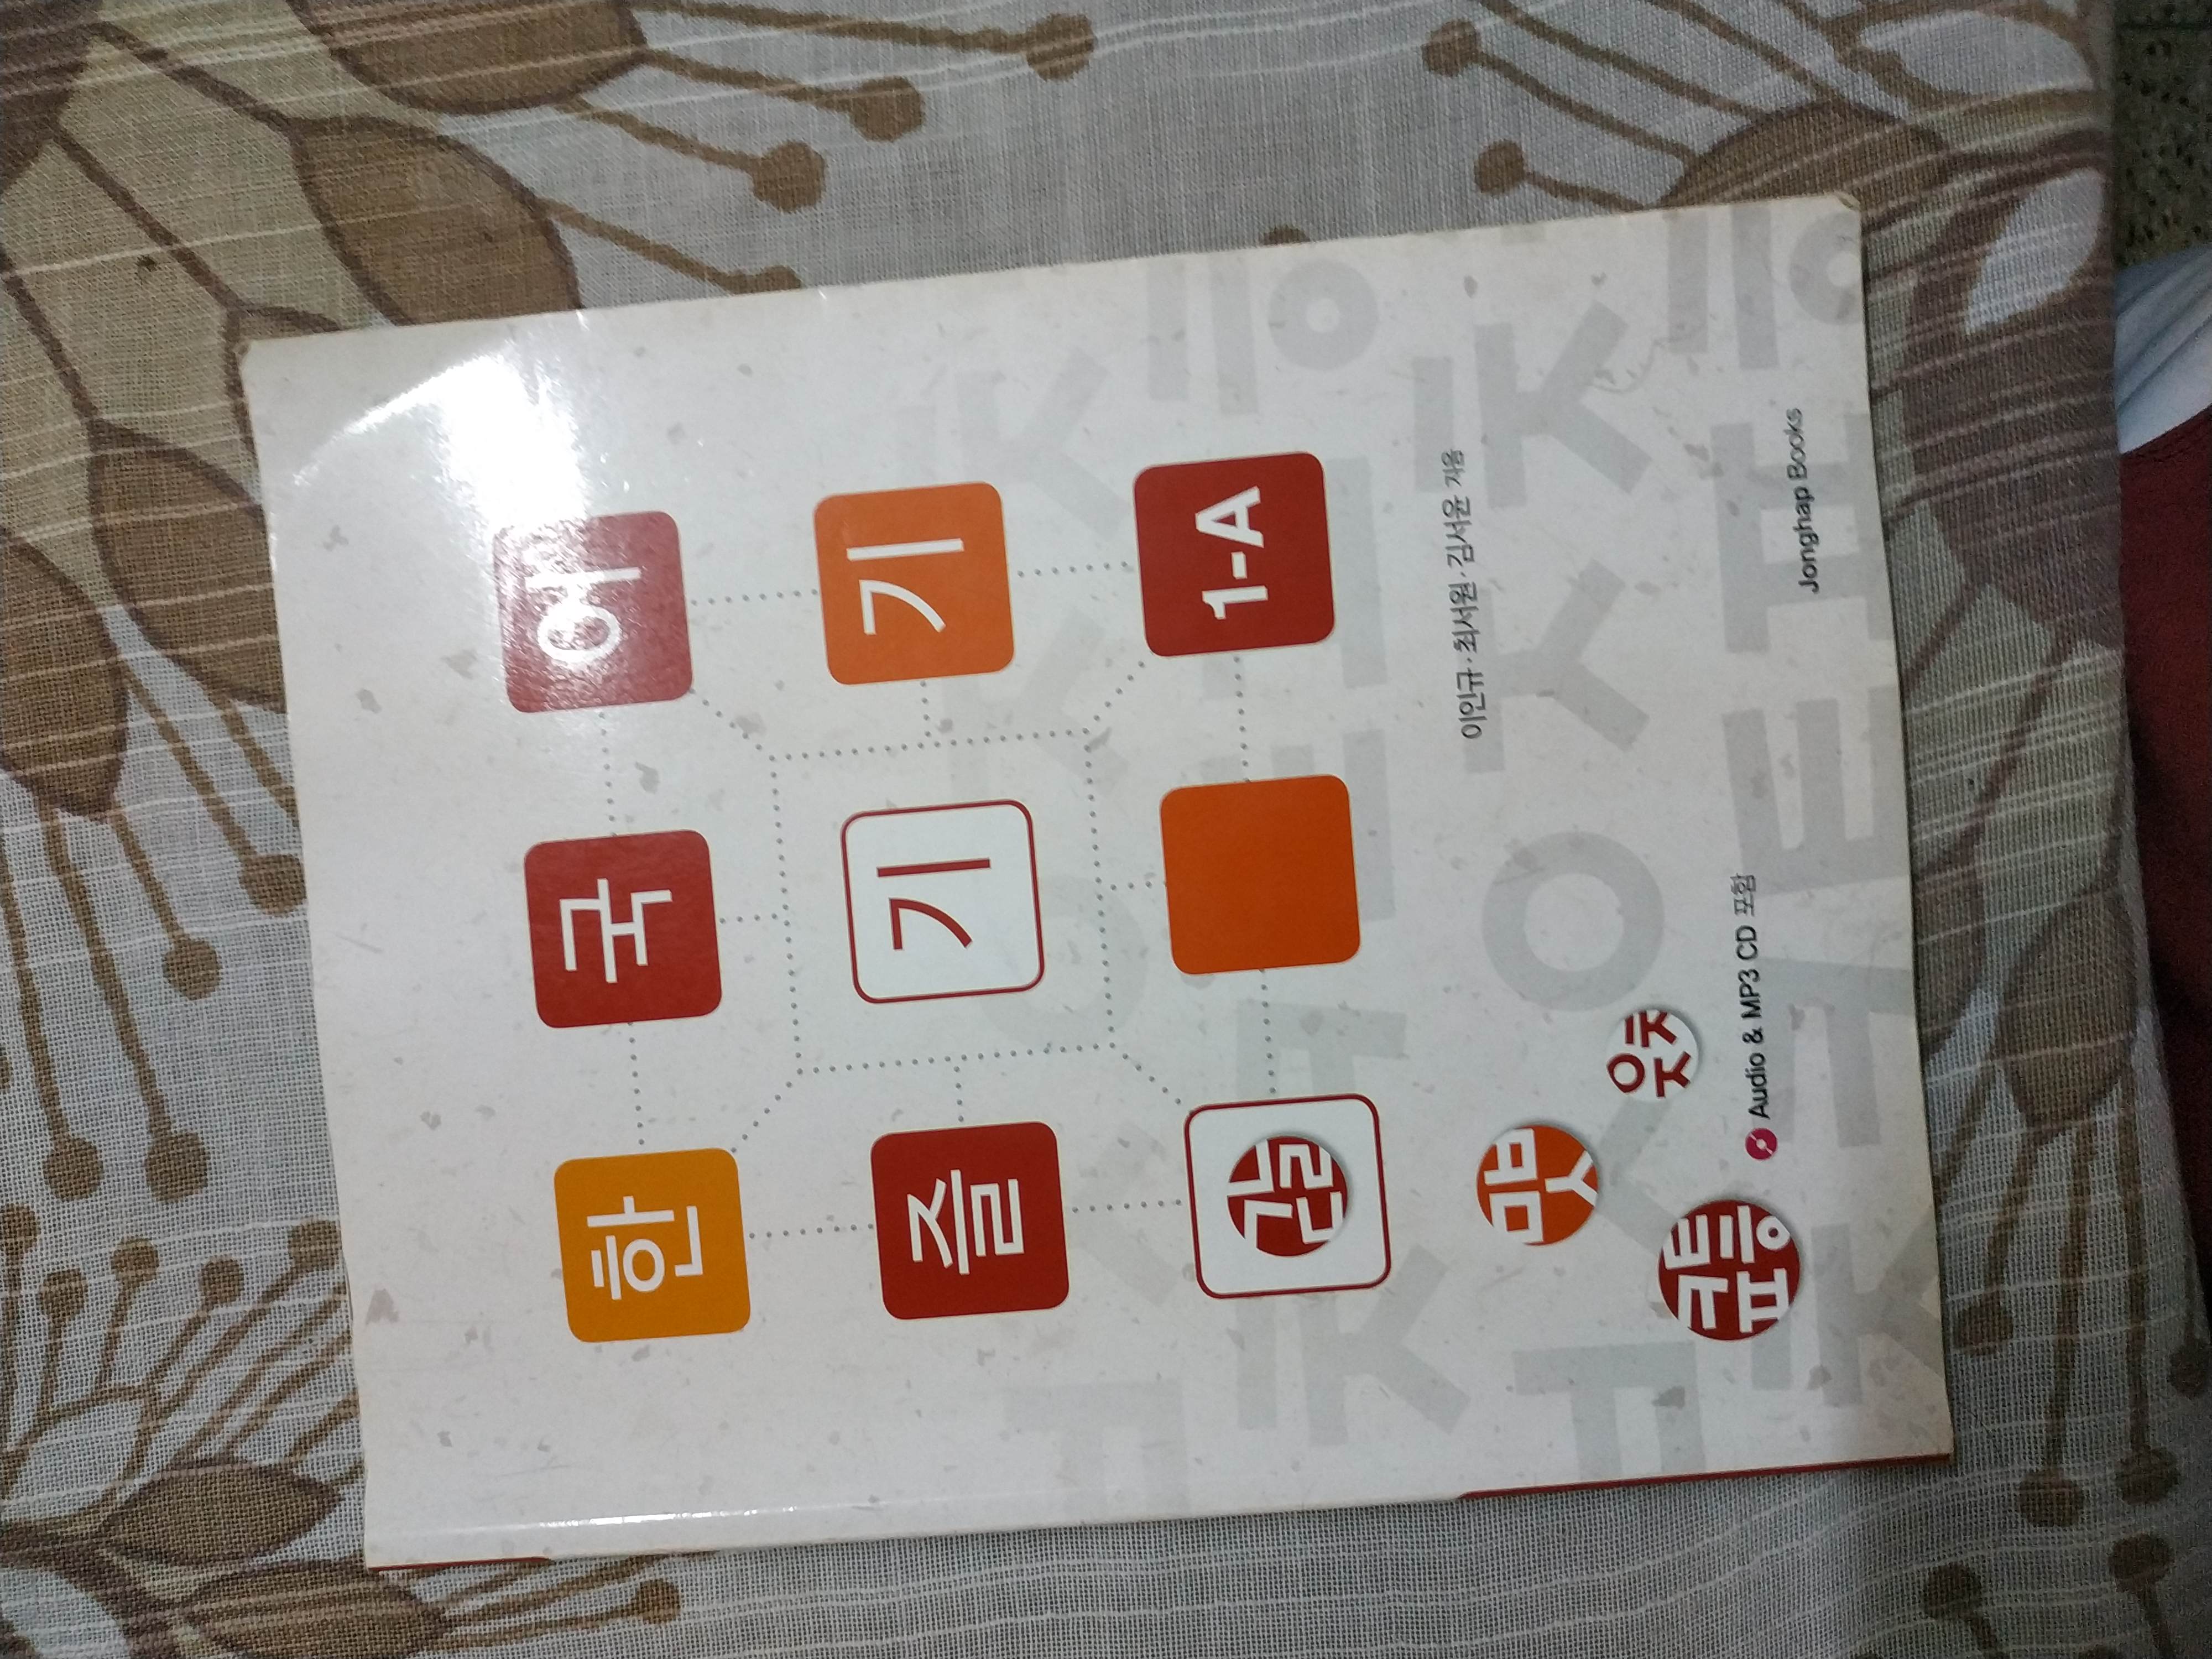 한 국 어
즐 기 기
1-A
이인규·최서원·김서윤 지음
Audio & MP3 CD 포함
Jonghap Books